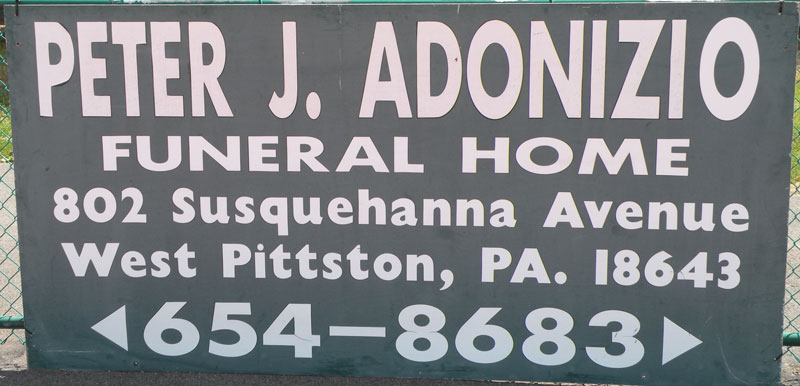 PETER J. ADONIZIO
FUNERAL HOME
802 Susquehanna Avenue
West Pittston, PA. 18643
654-8683